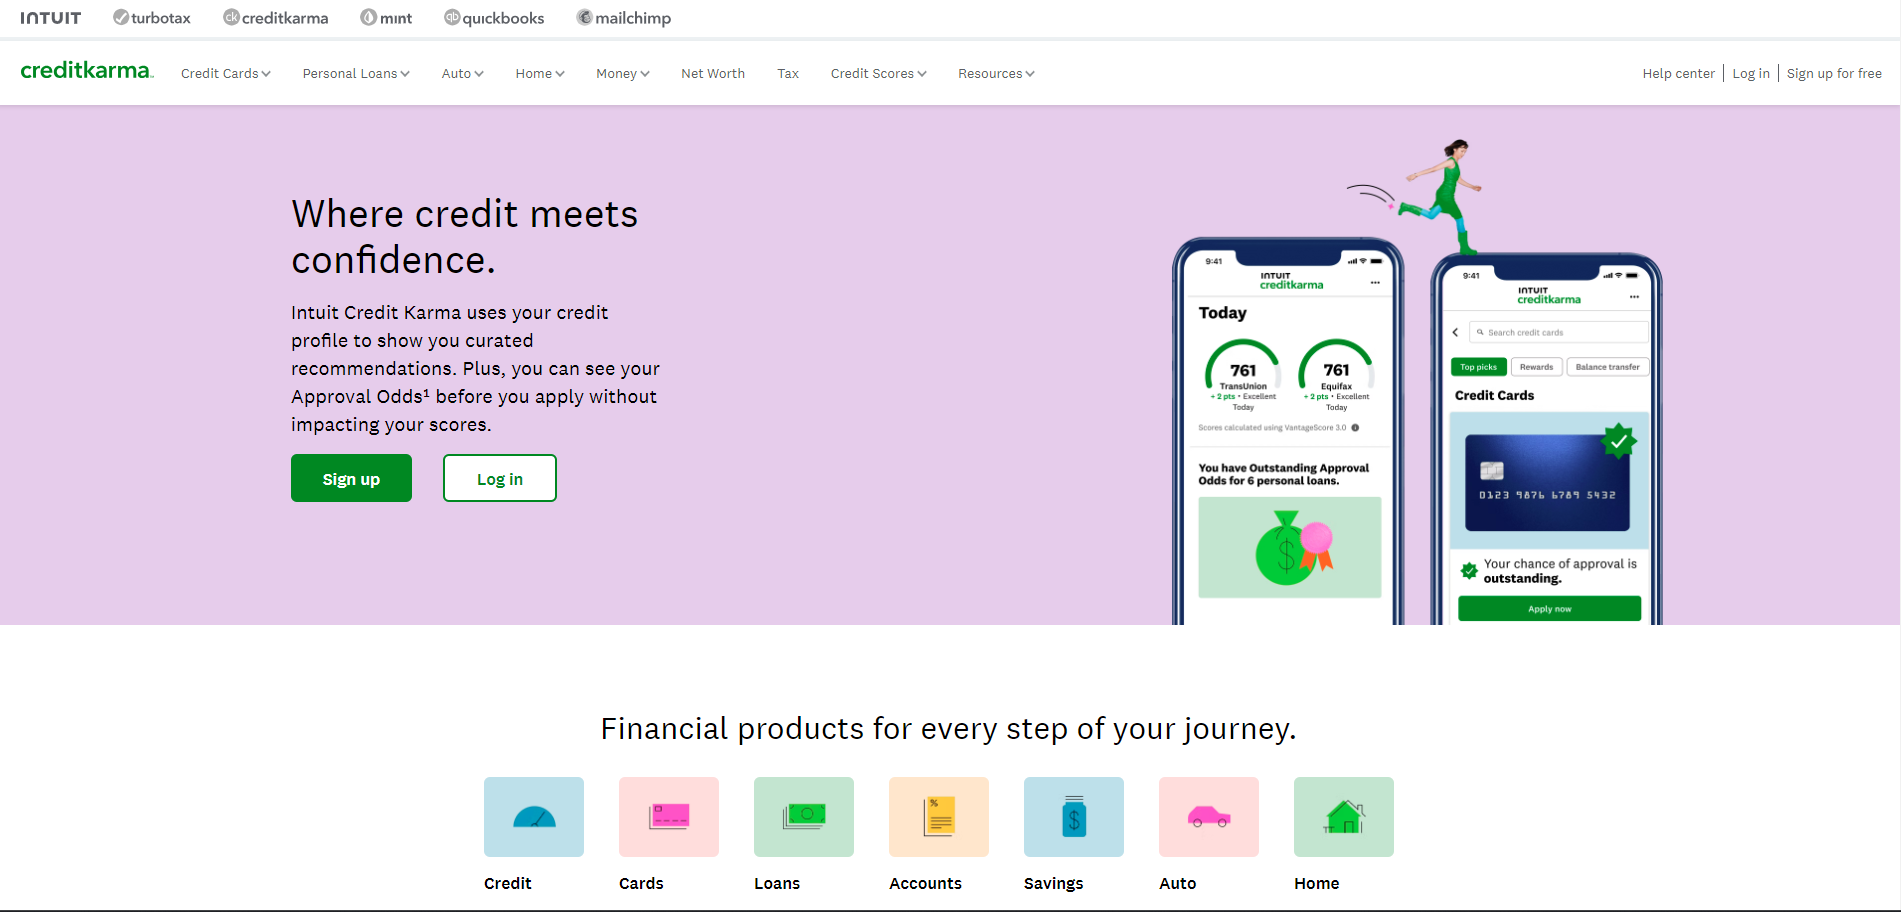 INTUIT turbotax ck creditkarma mint qb quickbooks mailchimp
creditkarma Credit Cards Personal Loans Auto Home Money Net Worth Tax Credit Scores Resources Help center Log in Sign up for free
Where credit meets
confidence.
Intuit Credit Karma uses your credit
profile to show you curated
recommendations. Plus, you can see your
Approval Odds¹ before you apply without
impacting your scores.
Sign up Log in
9:41
INTUIT
creditkarma
Today
761 761
TransUnion Equifax
+ 2 pts • Excellent + 2 pts • Excellent
Today Today
Scores calculated using VantageScore 3.0
You have Outstanding Approval
Odds for 6 personal loans.
$
9:41
INTUIT
creditkarma
Search credit cards
Top picks Rewards Balance transfer
Credit Cards
0123 9876 6789 5432
Your chance of approval is
outstanding.
Apply now
Financial products for every step of your journey.
% $
Credit Cards Loans Accounts Savings Auto Home